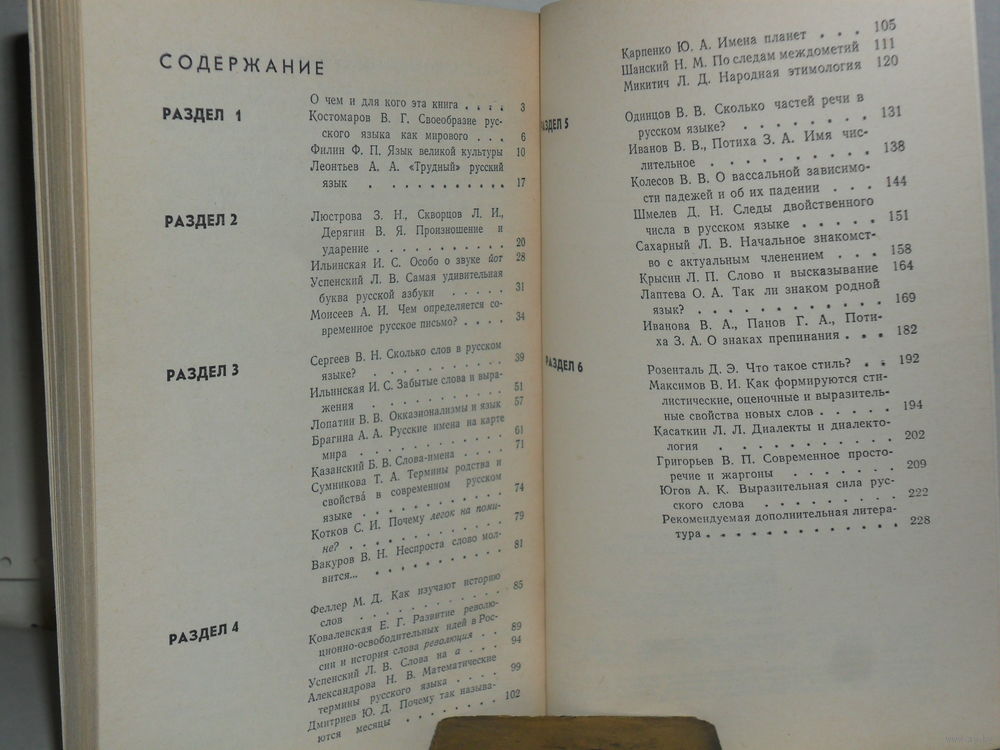 СОДЕРЖАНИЕ
РАЗДЕЛ 1
О чем и для кого эта книга . . . . 3
Костомаров В. Г. Своеобразие рус-
ского языка как мирового . . . 6
Филин Ф. П. Язык великой культуры 10
Леонтьев А. А. «Трудный» русский
язык . . . . . . . . . . 17
РАЗДЕЛ 2
Люстрова З. Н., Скворцов Л. И.,
Дерягин В. Я. Произношение и
ударение . . . . . . . . . . 20
Ильинская И. С. Особо о звуке йот 28
Успенский Л. В. Самая удивительная
буква русской азбуки . . . . . 31
Моисеев А. И. Чем определяется со-
временное русское письмо? . . . . 34
РАЗДЕЛ 3
Сергеев В. Н. Сколько слов в русском
языке? . . . . . . . . . . 39
Ильинская И. С. Забытые слова и выра-
жения . . . . . . . . . . 51
Лопатин В. В. Окказионализмы и язык 57
Брагина А. А. Русские имена на карте
мира . . . . . . . . . . 61
Казанский Б. В. Слова-имена . . . . 71
Сумникова Т. А. Термины родства и
свойства́ в современном русском
языке . . . . . . . . . . 74
Котков С. И. Почему легок на поми-
не? . . . . . . . . . . 79
Вакуров В. Н. Неспроста слово мол-
вится... . . . . . . . . . . 81
РАЗДЕЛ 4
Феллер М. Д. Как изучают историю
слов . . . . . . . . . . 85
Ковалевская Е. Г. Развитие револю-
ционно-освободительных идей в Рос-
сии и история слова революция . . 89
Успенский Л. В. Слова на а . . . 94
Александрова Н. В. Математические
термины русского языка . . . . 99
Дмитриев Ю. Д. Почему так называ-
ются месяцы . . . . . . . . 102
Карпенко Ю. А. Имена планет . . . 105
Шанский Н. М. По следам междометий 111
Микитич Л. Д. Народная этимология 120
РАЗДЕЛ 5
Одинцов В. В. Сколько частей речи в
русском языке? . . . . . . . . 131
Иванов В. В., Потиха З. А. Имя чис-
лительное . . . . . . . . . . 138
Колесов В. В. О вассальной зависимо-
сти падежей и об их падении . . . 144
Шмелев Д. Н. Следы двойственного
числа в русском языке . . . . . 151
Сахарный Л. В. Начальное знакомст-
во с актуальным членением . . . 158
Крысин Л. П. Слово и высказывание 164
Лаптева О. А. Так ли знаком родной
язык? . . . . . . . . . . 169
Иванова В. А., Панов Г. А., Поти-
ха З. А. О знаках препинания . . . 182
РАЗДЕЛ 6
Розенталь Д. Э. Что такое стиль? . . 192
Максимов В. И. Как формируются сти-
листические, оценочные и выразитель-
ные свойства новых слов . . . . . 194
Касаткин Л. Л. Диалекты и диалекто-
логия . . . . . . . . . . 202
Григорьев В. П. Современное просто-
речие и жаргоны . . . . . . . 209
Югов А. К. Выразительная сила рус-
ского слова . . . . . . . . . 222
Рекомендуемая дополнительная литера-
тура . . . . . . . . . . 228